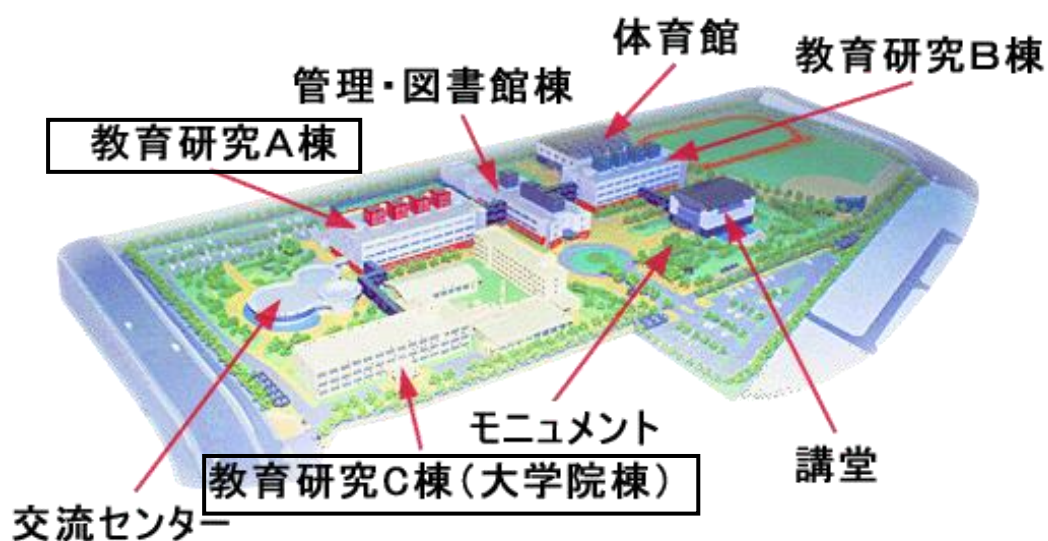 体育館
教育研究B棟
管理・図書館棟
教育研究A棟
モニュメント
講堂
教育研究C棟(大学院棟)
交流センター